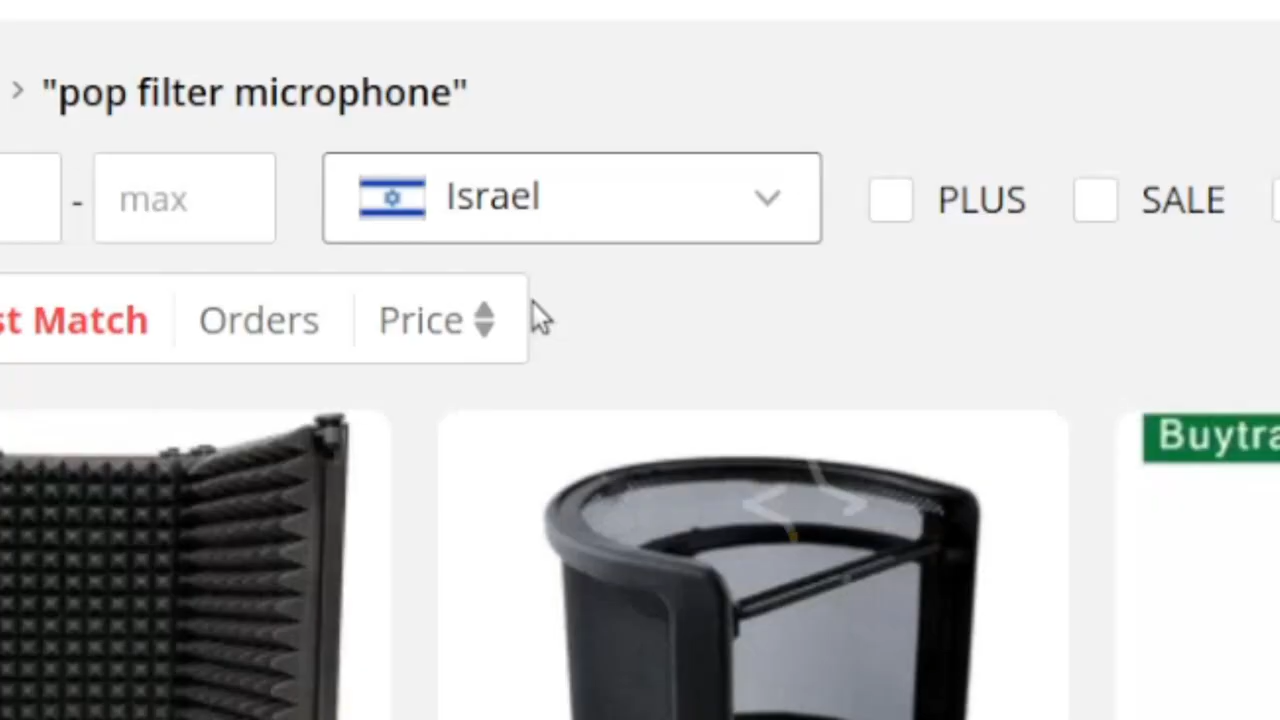 > "pop filter microphone"
- max Israel PLUS SALE
st Match Orders Price
Buytra